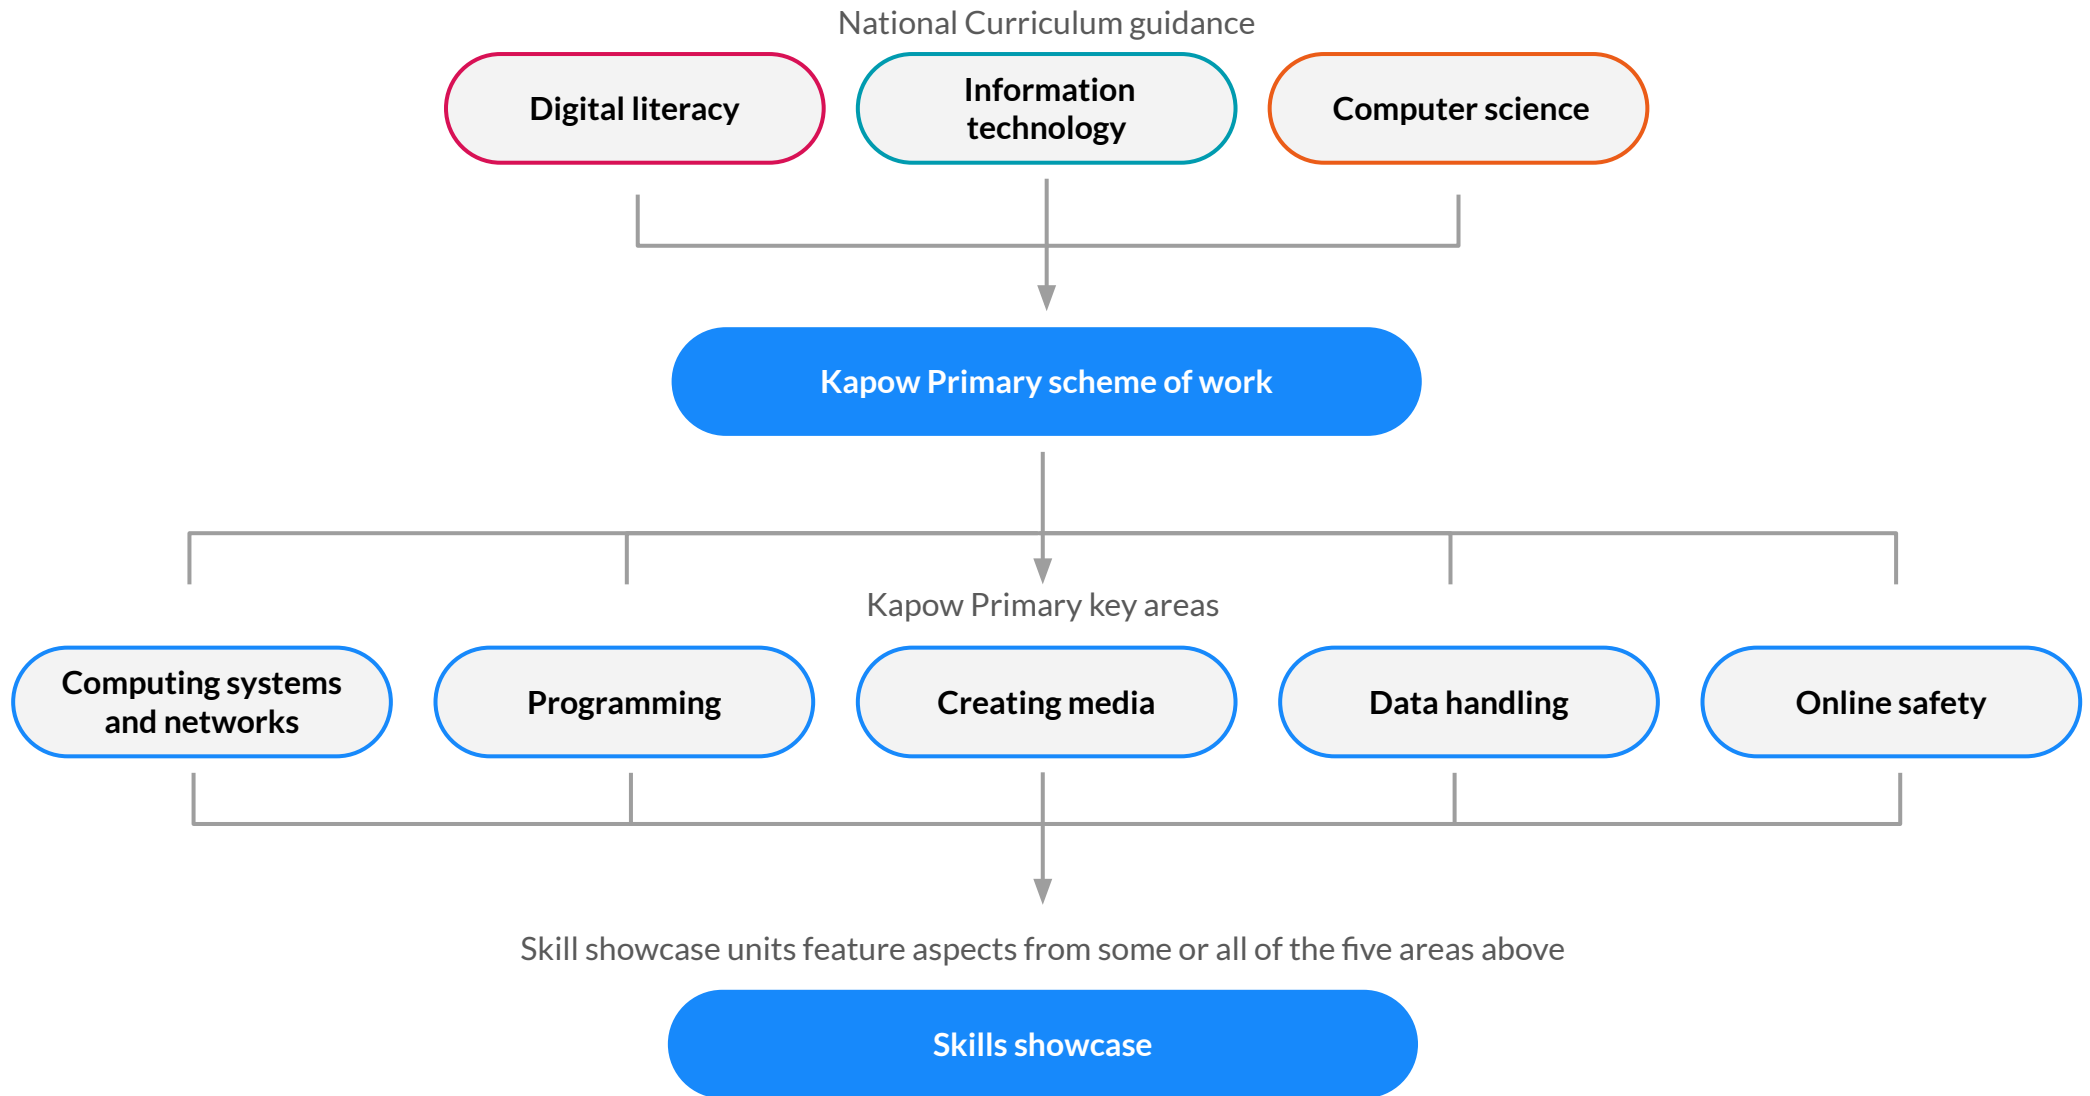 National Curriculum guidance
Digital literacy
Information
technology
Computer science
Kapow Primary scheme of work
Kapow Primary key areas
Computing systems
and networks
Programming
Creating media
Data handling
Online safety
Skill showcase units feature aspects from some or all of the five areas above
Skills showcase